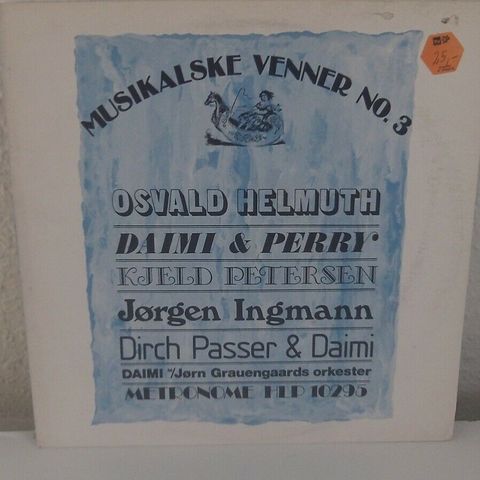 MUSIKALSKE VENNER NO. 3
25,-
OSVALD HELMUTH
DAIMI & PERRY
KJELD PETERSEN
Jørgen Ingmann
Dirch Passer & Daimi
DAIMI m/Jørn Grauengaards orkester
METRONOME HLP 10295